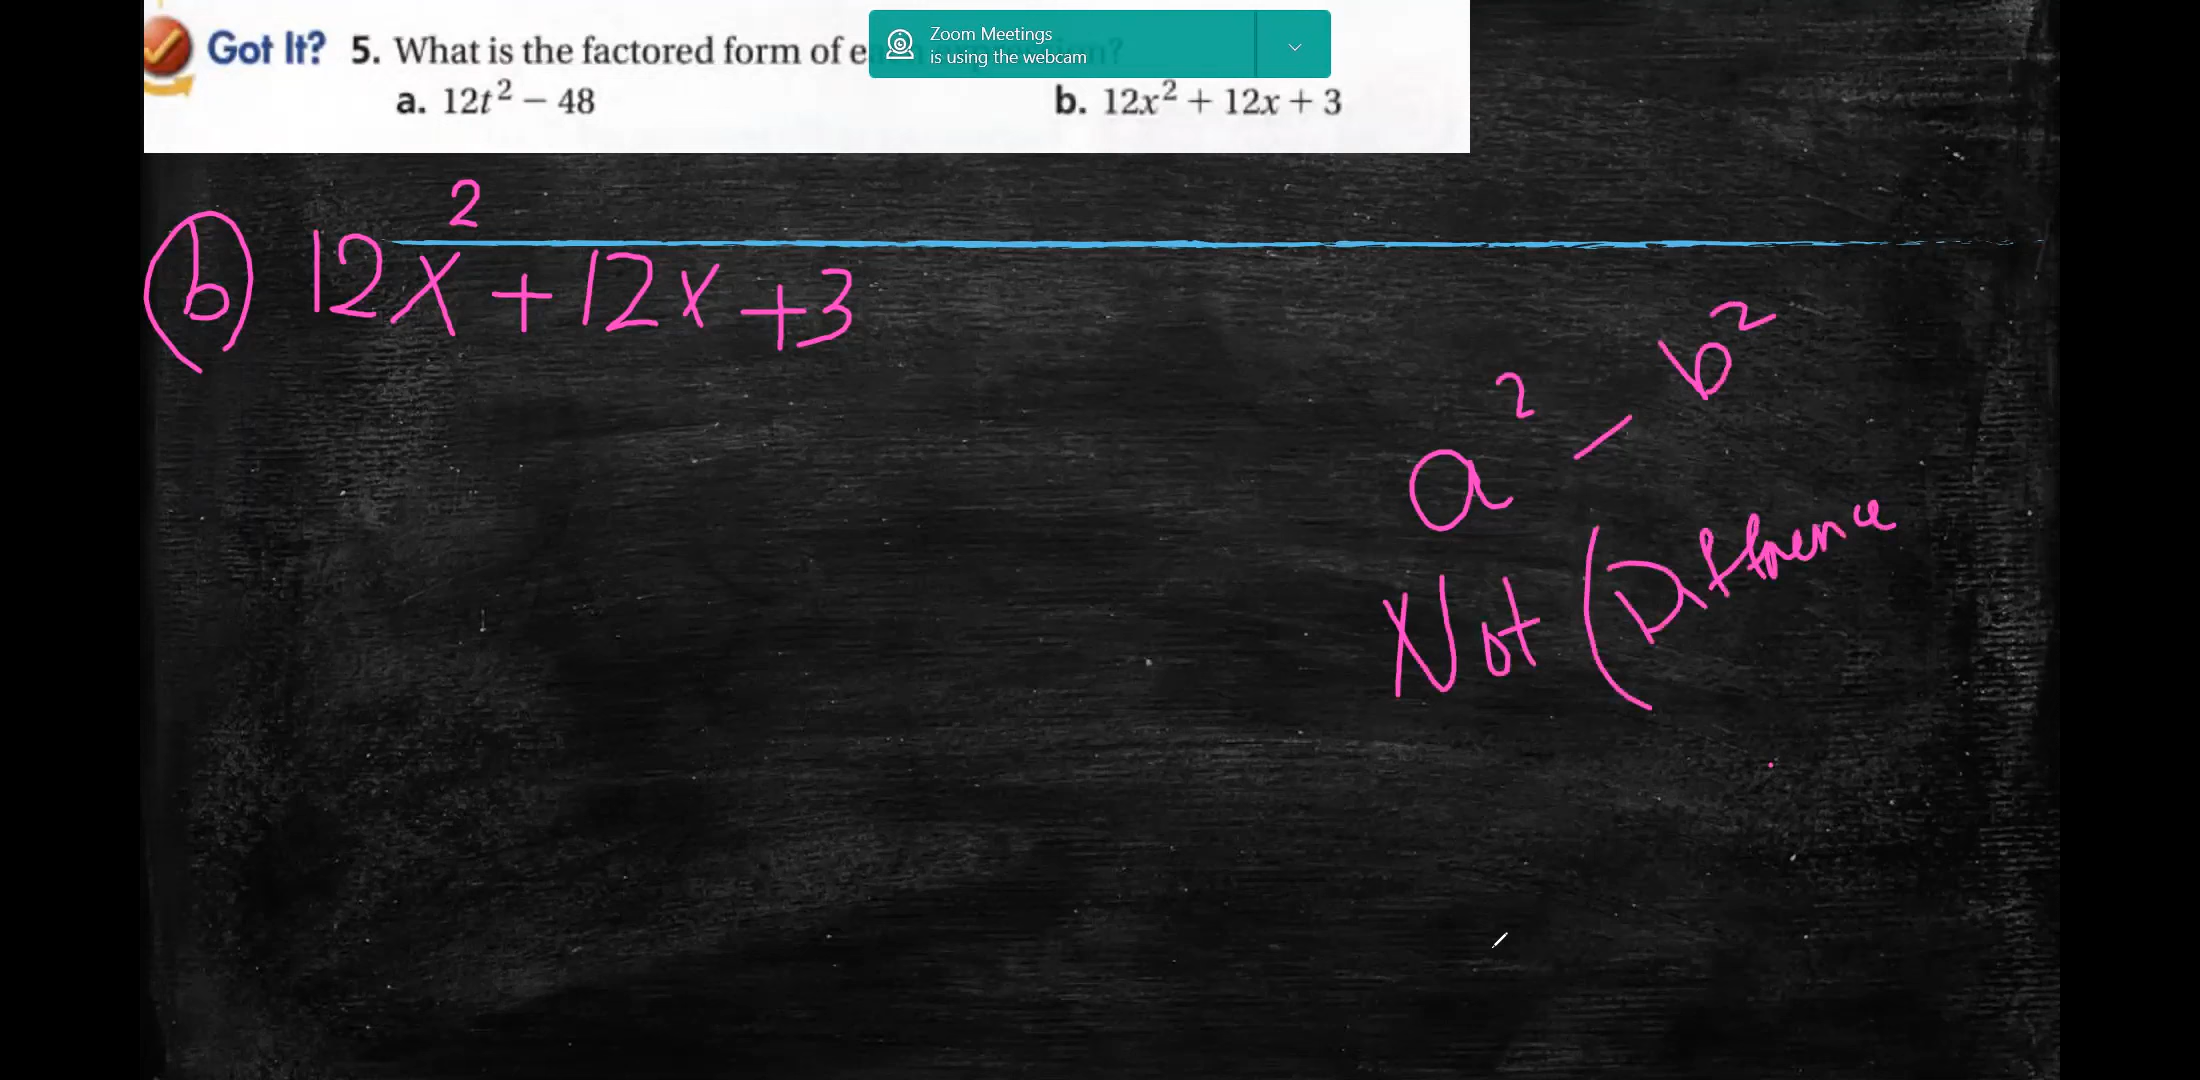 Got It? 5. What is the factored form of e ?
Zoom Meetings
is using the webcam
a. 12t² − 48 b. 12x² + 12x + 3
b 12x² + 12x + 3
a² − b²
Not (Difference